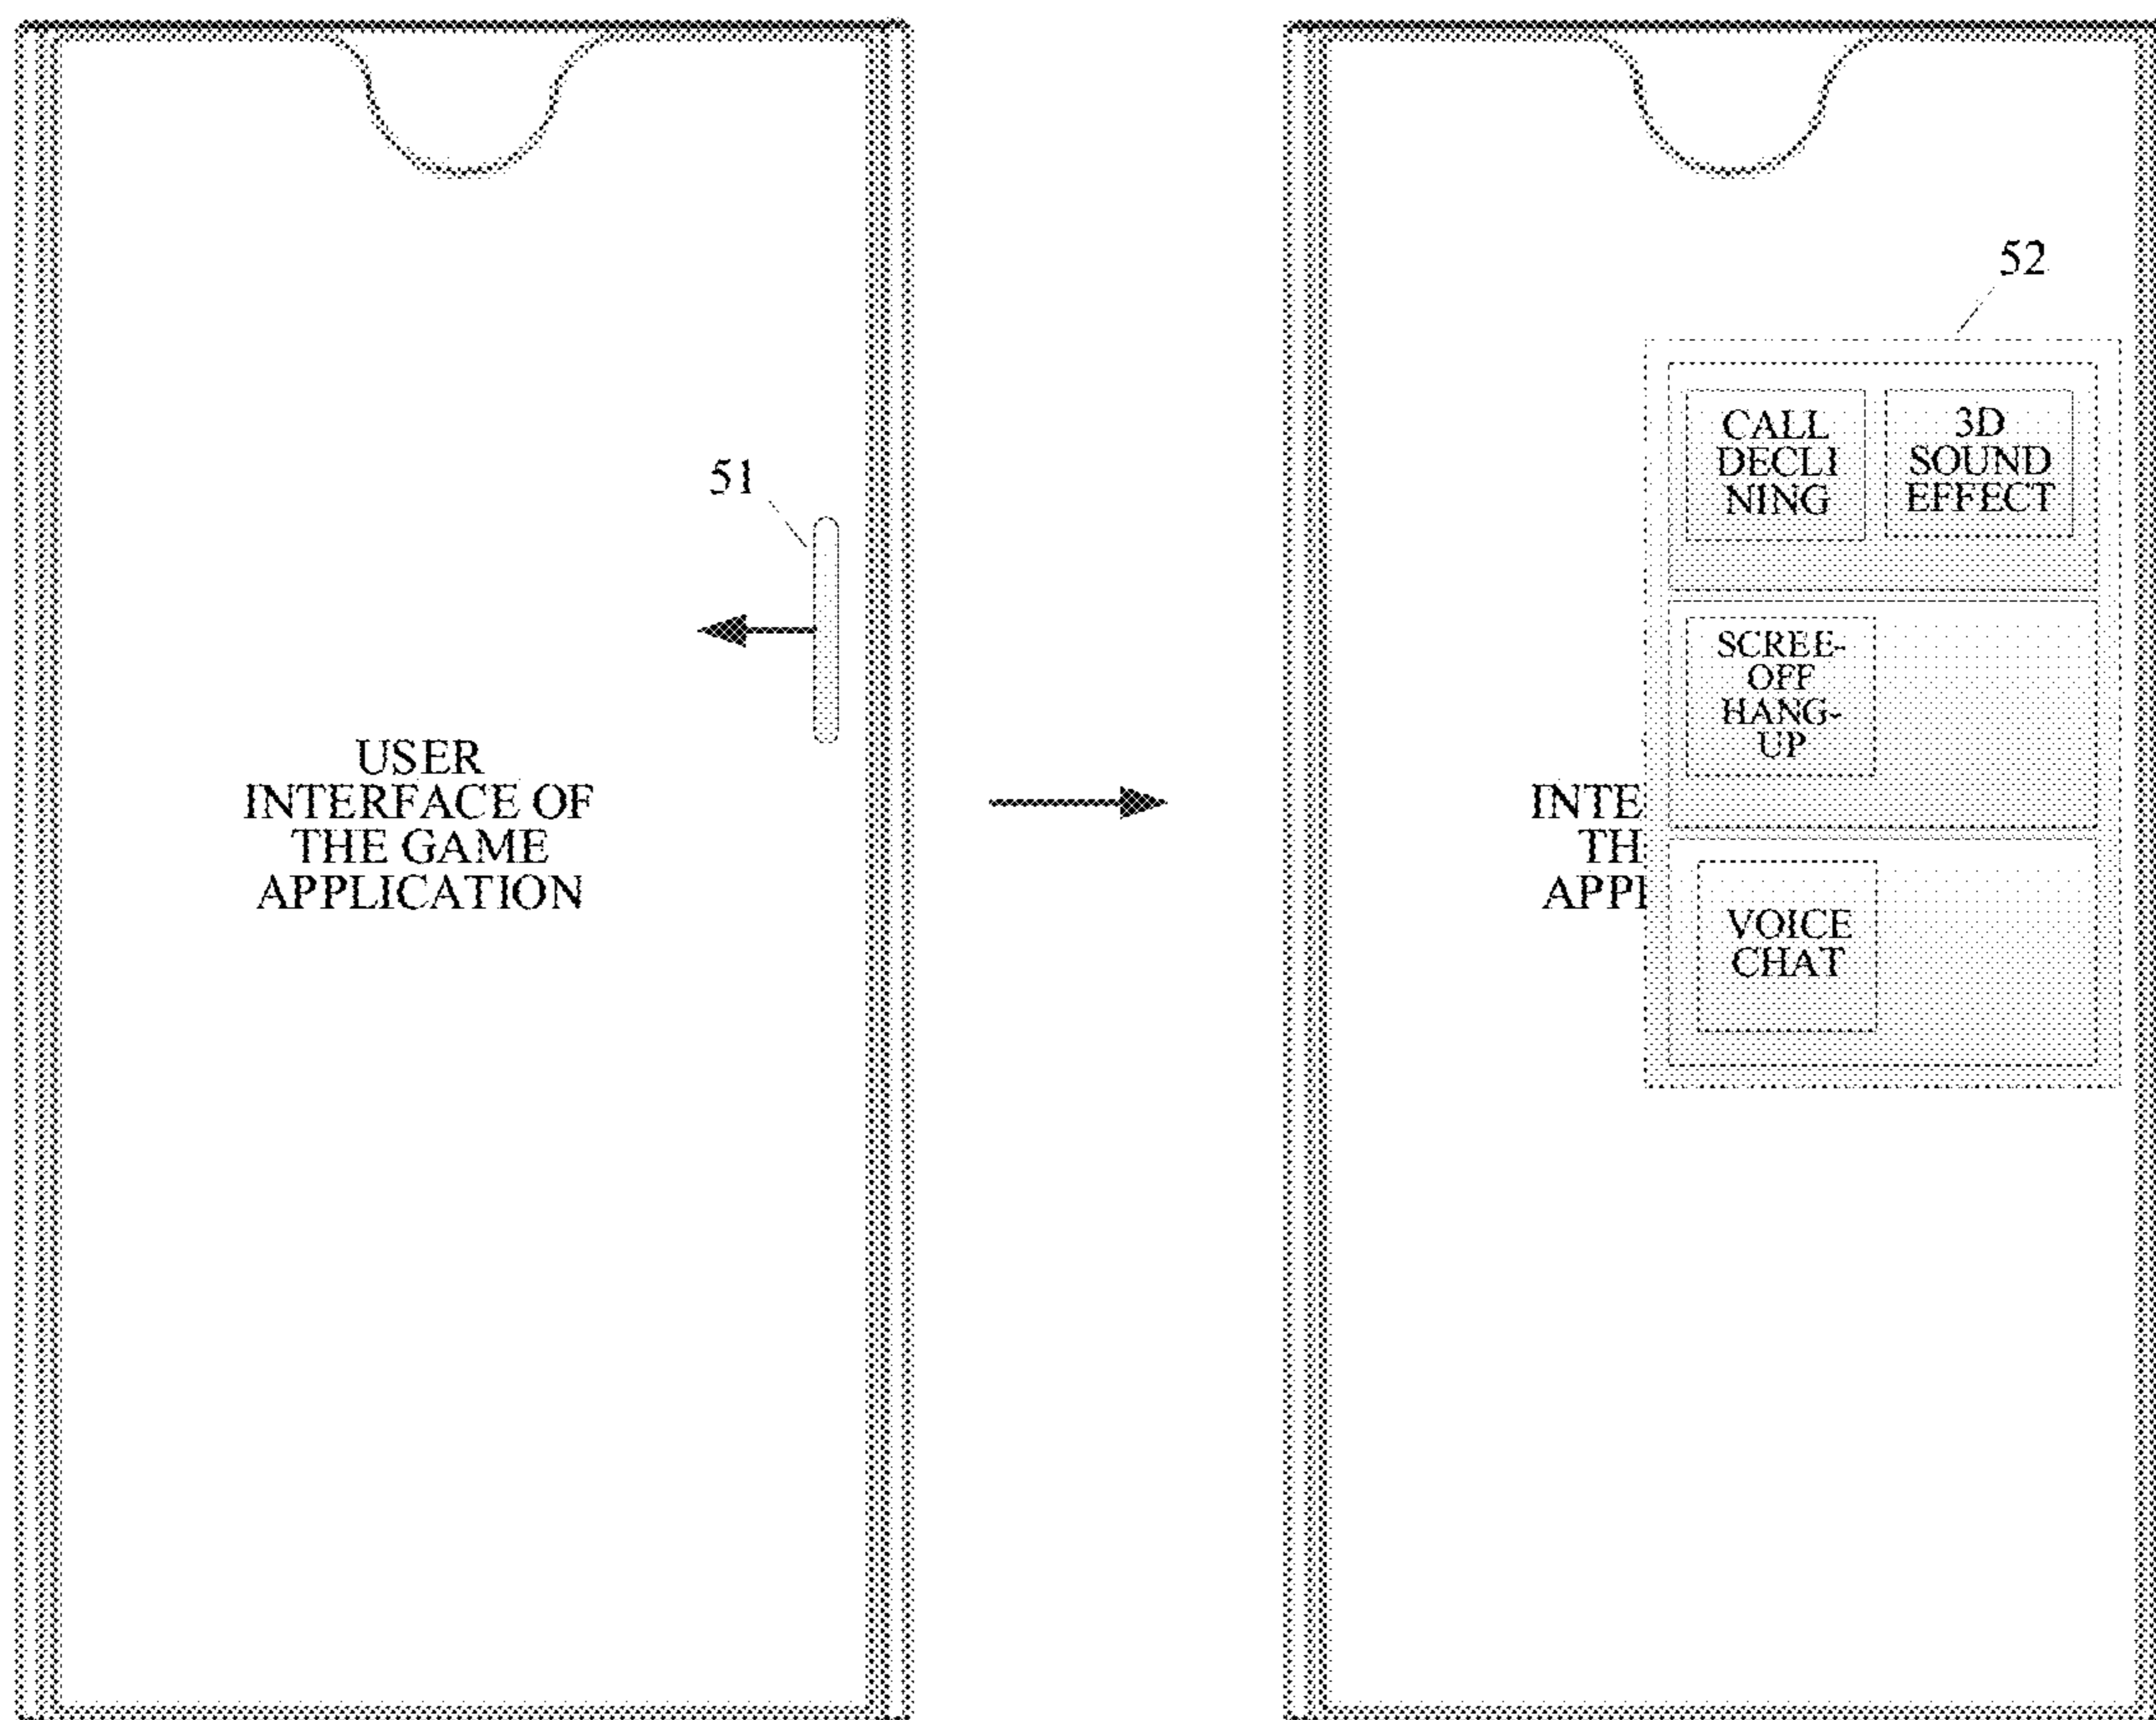 51
USER
INTERFACE OF
THE GAME
APPLICATION
52
CALL
DECLI
NING
3D
SOUND
EFFECT
SCREE-
OFF
HANG-
UP
VOICE
CHAT
INTE
TH
APPI